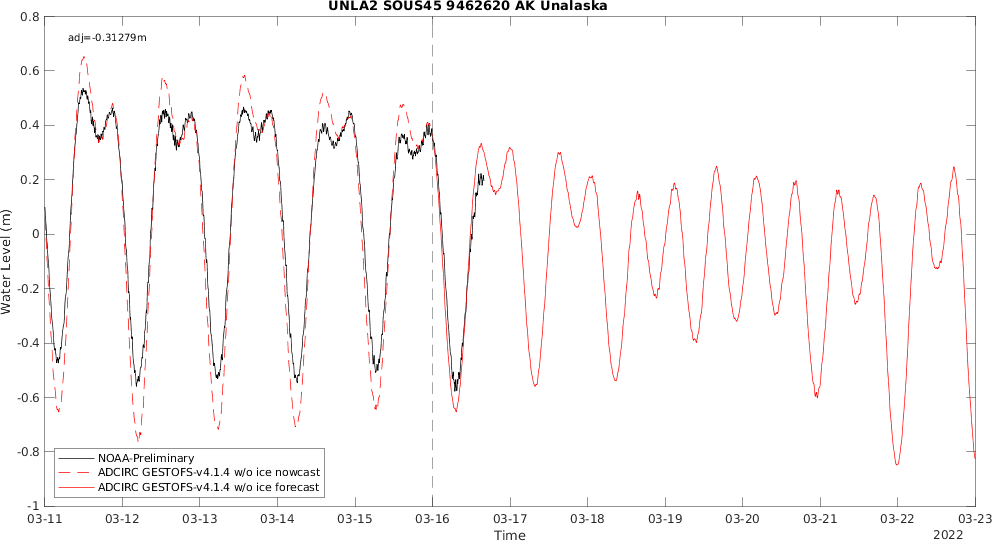 UNLA2 SOUS45 9462620 AK Unalaska
adj=-0.31279m
0.8
0.6
0.4
0.2
0
-0.2
-0.4
-0.6
-0.8
-1
Water Level (m)
NOAA-Preliminary
ADCIRC GESTOFS-v4.1.4 w/o ice nowcast
ADCIRC GESTOFS-v4.1.4 w/o ice forecast
03-11 03-12 03-13 03-14 03-15 03-16 03-17 03-18 03-19 03-20 03-21 03-22 03-23
Time
2022